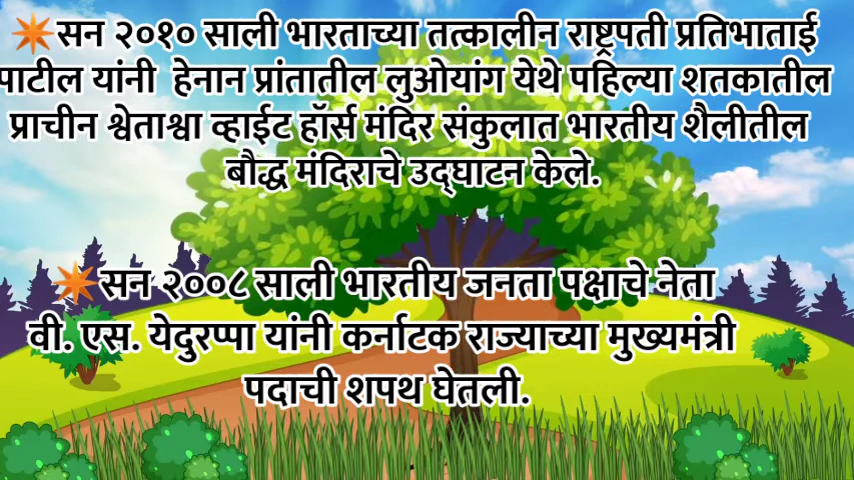 सन २०१० साली भारताच्या तत्कालीन राष्ट्रपती प्रतिभाताई
पाटील यांनी हेनान प्रांतातील लुओयांग येथे पहिल्या शतकातील
प्राचीन श्वेताश्वा व्हाईट हॉर्स मंदिर संकुलात भारतीय शैलीतील
बौद्ध मंदिराचे उद्घाटन केले.
सन २००८ साली भारतीय जनता पक्षाचे नेता
वी. एस. येदुरप्पा यांनी कर्नाटक राज्याच्या मुख्यमंत्री
पदाची शपथ घेतली.